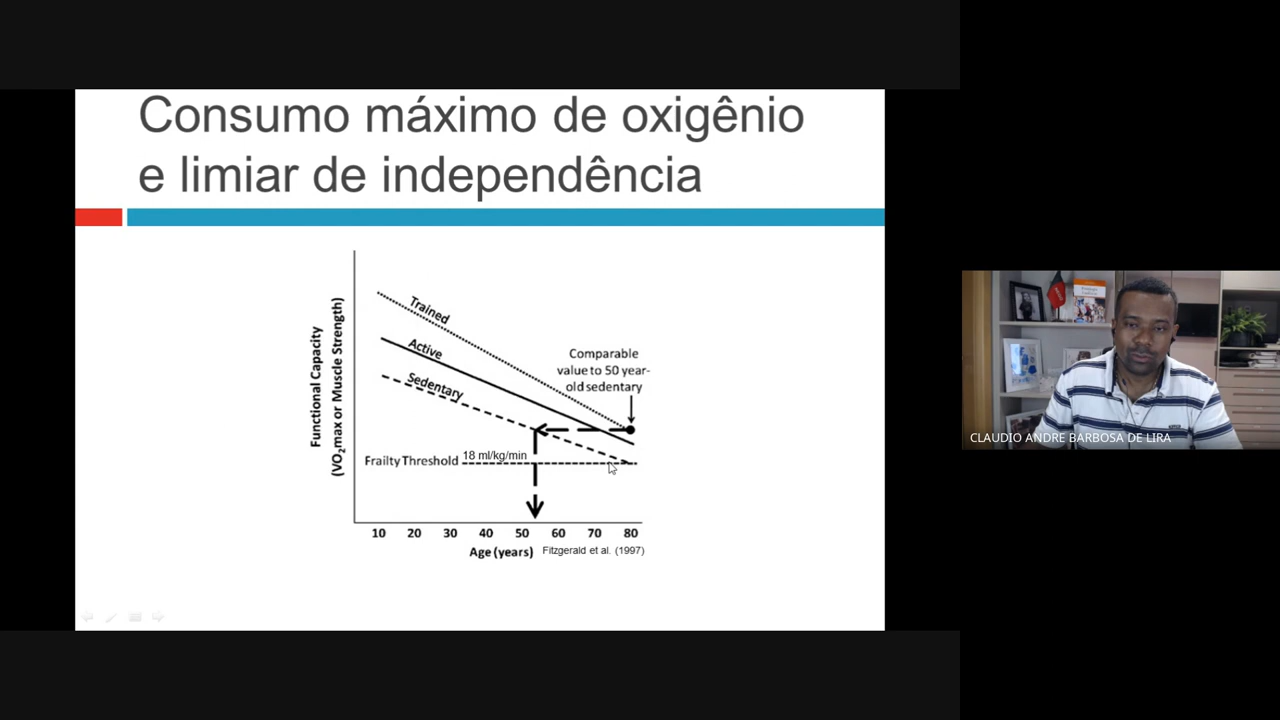 Consumo máximo de oxigênio
e limiar de independência
Functional Capacity
(VO2max or Muscle Strength)
Trained
Active
Sedentary
Comparable
value to 50 year-
old sedentary
Frailty Threshold
18 ml/kg/min
10 20 30 40 50 60 70 80
Age (years)
Fitzgerald et al. (1997)
CLAUDIO ANDRE BARBOSA DE LIRA